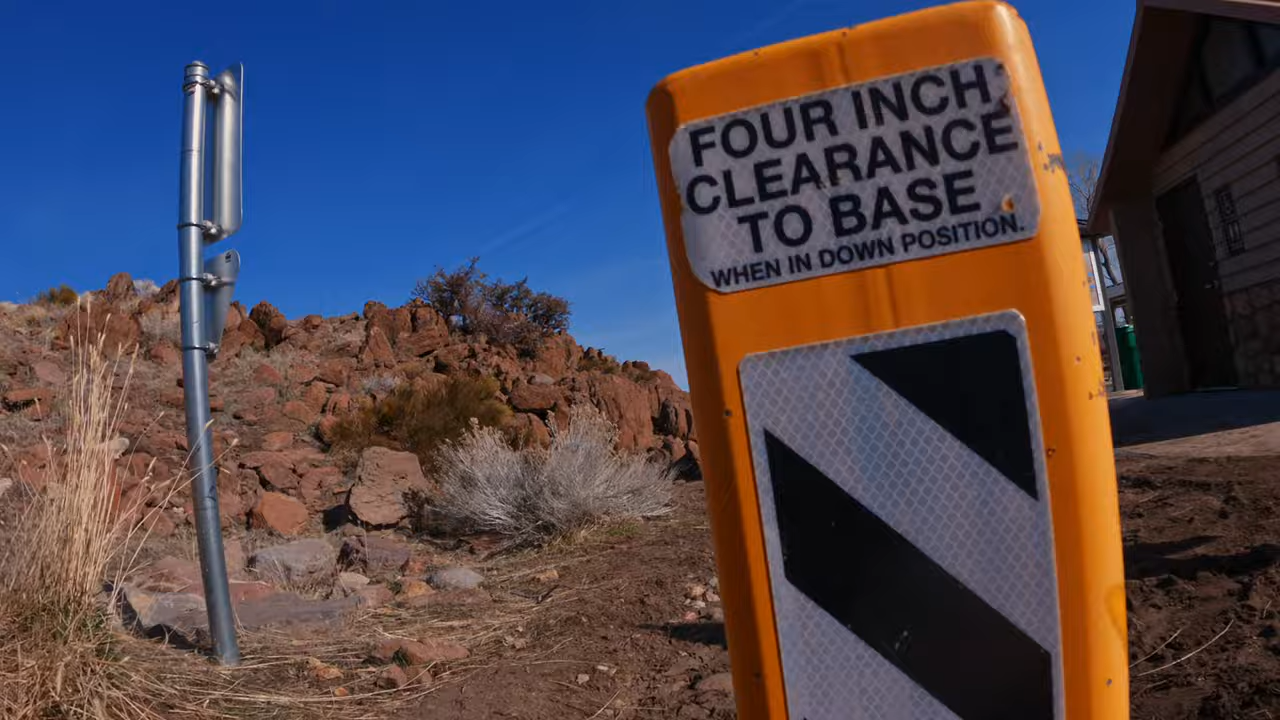 FOUR INCH
CLEARANCE
TO BASE
WHEN IN DOWN POSITION.